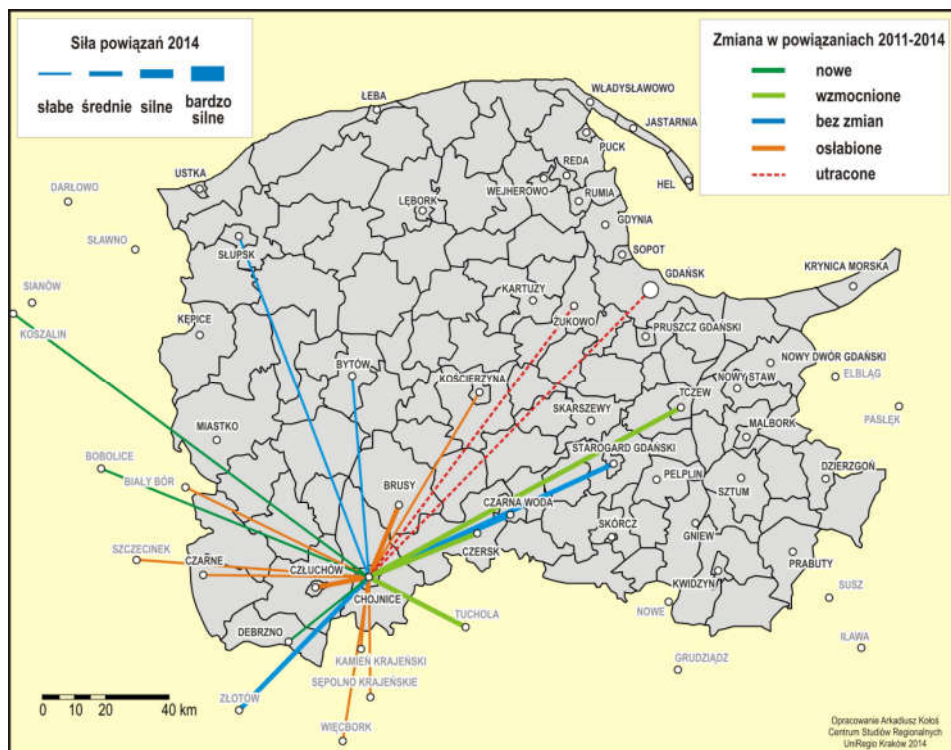 Siła powiązań 2014
słabe średnie silne bardzo silne
Zmiana w powiązaniach 2011-2014
nowe
wzmocnione
bez zmian
osłabione
utracone
WŁADYSŁAWOWO
ŁEBA
JASTARNIA
PUCK
REDA
USTKA
WEJHEROWO
HEL
DARŁOWO
RUMIA
LĘBORK
GDYNIA
SŁAWNO
SŁUPSK
SOPOT
GDAŃSK
KRYNICA MORSKA
SIANÓW
KARTUZY
KOSZALIN
KĘPICE
ŻUKOWO
PRUSZCZ GDAŃSKI
BYTÓW
NOWY DWÓR GDAŃSKI
ELBLĄG
KOŚCIERZYNA
NOWY STAW
TCZEW
SKARSZEWY
PASŁĘK
MIASTKO
MALBORK
STAROGARD GDAŃSKI
BOBOLICE
DZIERZGOŃ
BIAŁY BÓR
BRUSY
PELPLIN
SZTUM
CZARNA WODA
SKÓRCZ
GNIEW
SZCZECINEK
CZARNE
CZERSK
CZŁUCHÓW
PRABUTY
KWIDZYN
CHOJNICE
SUSZ
TUCHOLA
NOWE
DEBRZNO
IŁAWA
KAMIEŃ KRAJEŃSKI
GRUDZIĄDZ
SĘPOLNO KRAJEŃSKIE
ZŁOTÓW
0 10 20 40 km
WIĘCBORK
Opracowanie Arkadiusz Kołoś
Centrum Studiów Regionalnych
UniRegio Kraków 2014